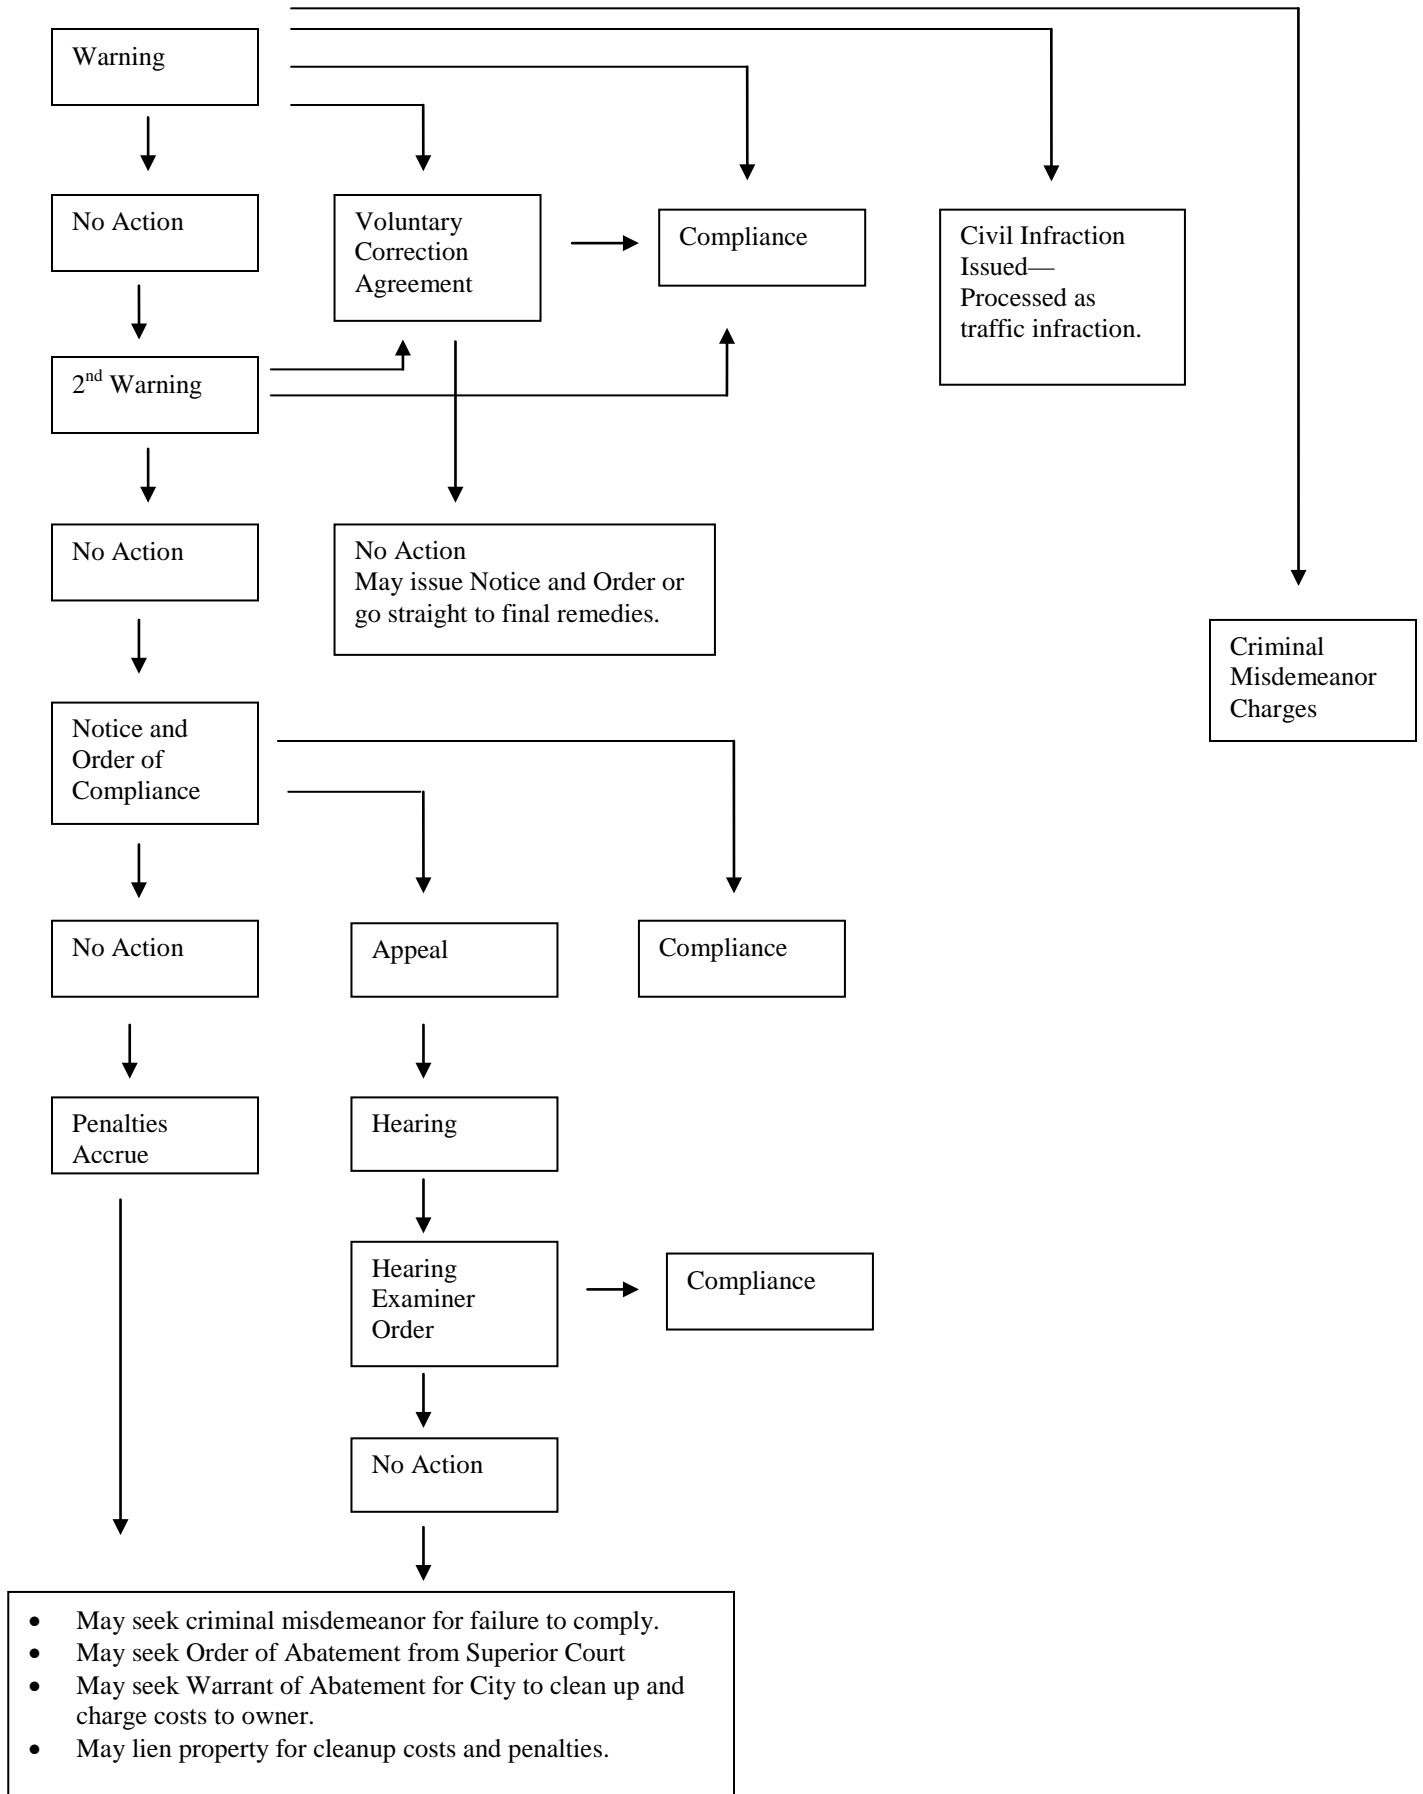 Warning
No Action
Voluntary
Correction
Agreement
Compliance
Civil Infraction
Issued—
Processed as
traffic infraction.
2nd Warning
No Action
No Action
May issue Notice and Order or
go straight to final remedies.
Criminal
Misdemeanor
Charges
Notice and
Order of
Compliance
No Action
Appeal
Compliance
Penalties
Accrue
Hearing
Hearing
Examiner
Order
Compliance
No Action
• May seek criminal misdemeanor for failure to comply.
• May seek Order of Abatement from Superior Court
• May seek Warrant of Abatement for City to clean up and
charge costs to owner.
• May lien property for cleanup costs and penalties.